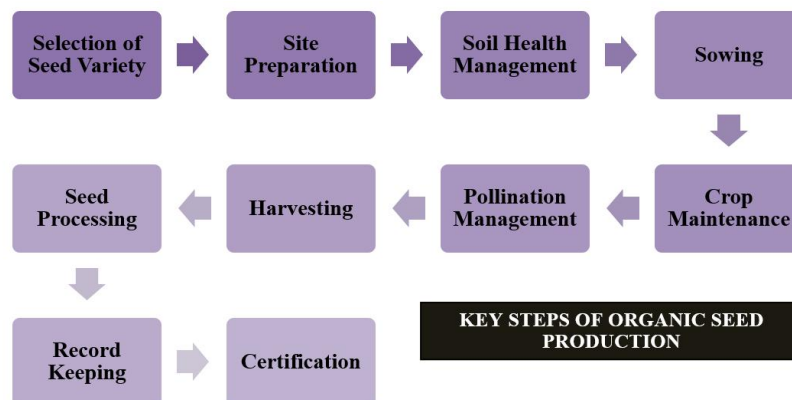 Selection of
Seed Variety
Site
Preparation
Soil Health
Management
Sowing
Crop
Maintenance
Pollination
Management
Harvesting
Seed
Processing
Record
Keeping
Certification
KEY STEPS OF ORGANIC SEED
PRODUCTION